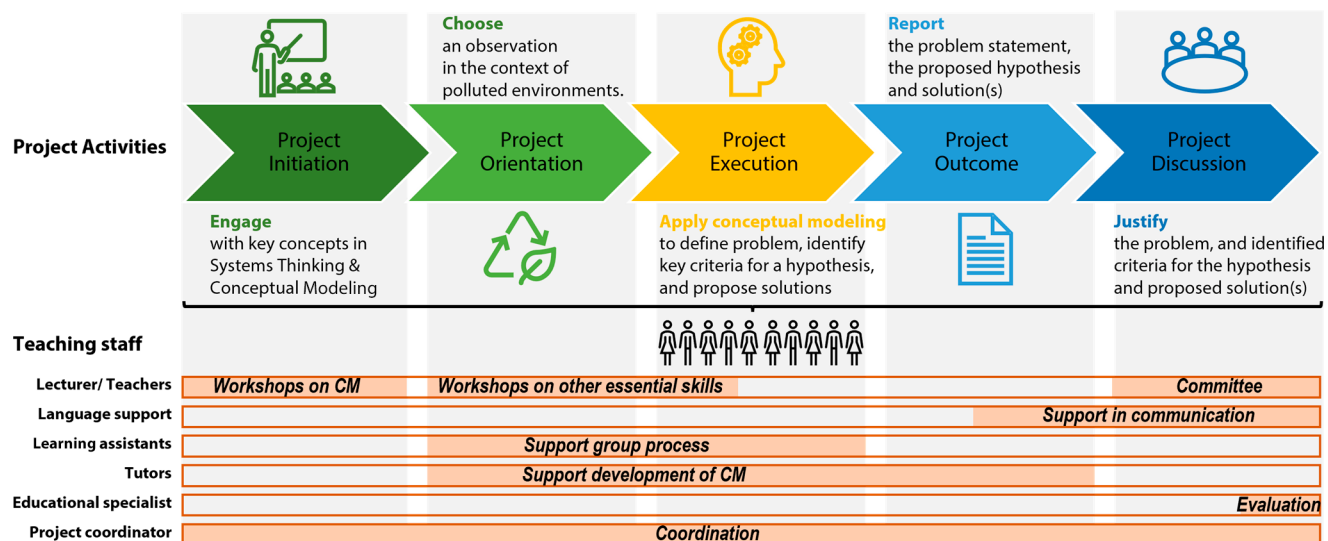 Choose
an observation
in the context of
polluted environments.
Report
the problem statement,
the proposed hypothesis
and solution(s)
Project Activities
Project
Initiation
Project
Orientation
Project
Execution
Project
Outcome
Project
Discussion
Engage
with key concepts in
Systems Thinking &
Conceptual Modeling
Apply conceptual modeling
to define problem, identify
key criteria for a hypothesis,
and propose solutions
Justify
the problem, and identified
criteria for the hypothesis
and proposed solution(s)
Teaching staff
Lecturer/ Teachers
Workshops on CM
Workshops on other essential skills
Committee
Language support
Support in communication
Learning assistants
Support group process
Tutors
Support development of CM
Educational specialist
Evaluation
Project coordinator
Coordination